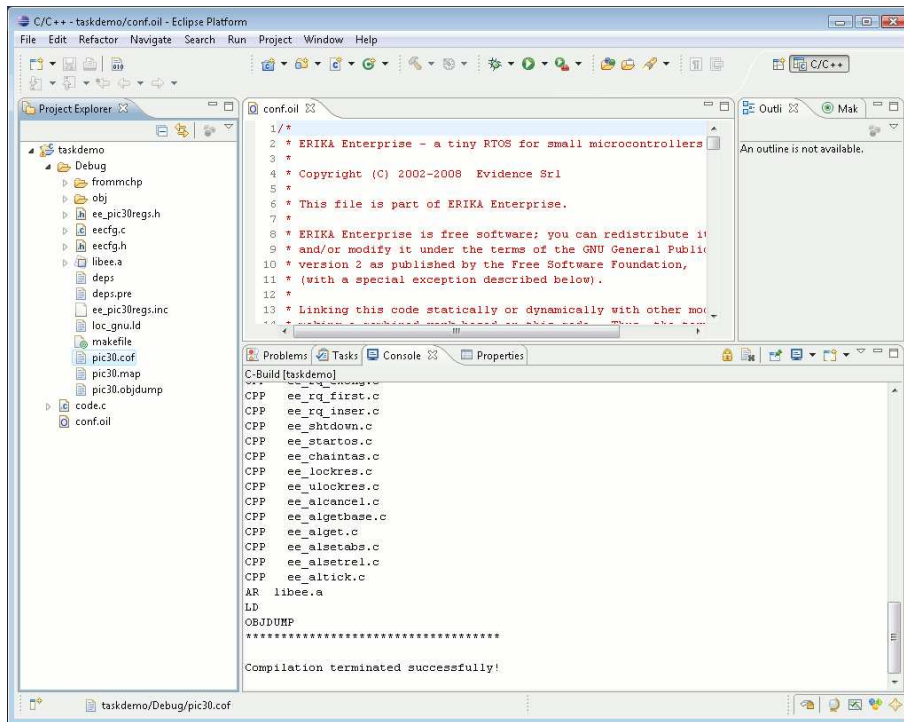 C/C++ - taskdemo/conf.oil - Eclipse Platform
File Edit Refactor Navigate Search Run Project Window Help
C/C++
Project Explorer
taskdemo
Debug
frommchp
obj
ee_pic30regs.h
eecfg.c
eecfg.h
libee.a
deps
deps.pre
ee_pic30regs.inc
loc_gnu.ld
makefile
pic30.cof
pic30.map
pic30.objdump
code.c
conf.oil
conf.oil
1/*
2 * ERIKA Enterprise - a tiny RTOS for small microcontrollers
3 *
4 * Copyright (C) 2002-2008  Evidence Srl
5 *
6 * This file is part of ERIKA Enterprise.
7 *
8 * ERIKA Enterprise is free software; you can redistribute it
9 * and/or modify it under the terms of the GNU General Public
10 * version 2 as published by the Free Software Foundation,
11 * (with a special exception described below).
12 *
13 * Linking this code statically or dynamically with other mod
Outli Mak
An outline is not available.
Problems Tasks Console Properties
C-Build [taskdemo]
CPP ee_rq_first.c
CPP ee_rq_inser.c
CPP ee_shtdown.c
CPP ee_startos.c
CPP ee_chaintas.c
CPP ee_lockres.c
CPP ee_ulockres.c
CPP ee_alcancel.c
CPP ee_algetbase.c
CPP ee_alget.c
CPP ee_alsetabs.c
CPP ee_alsetrel.c
CPP ee_altick.c
AR libee.a
LD
OBJDUMP
************************************
Compilation terminated successfully!
taskdemo/Debug/pic30.cof